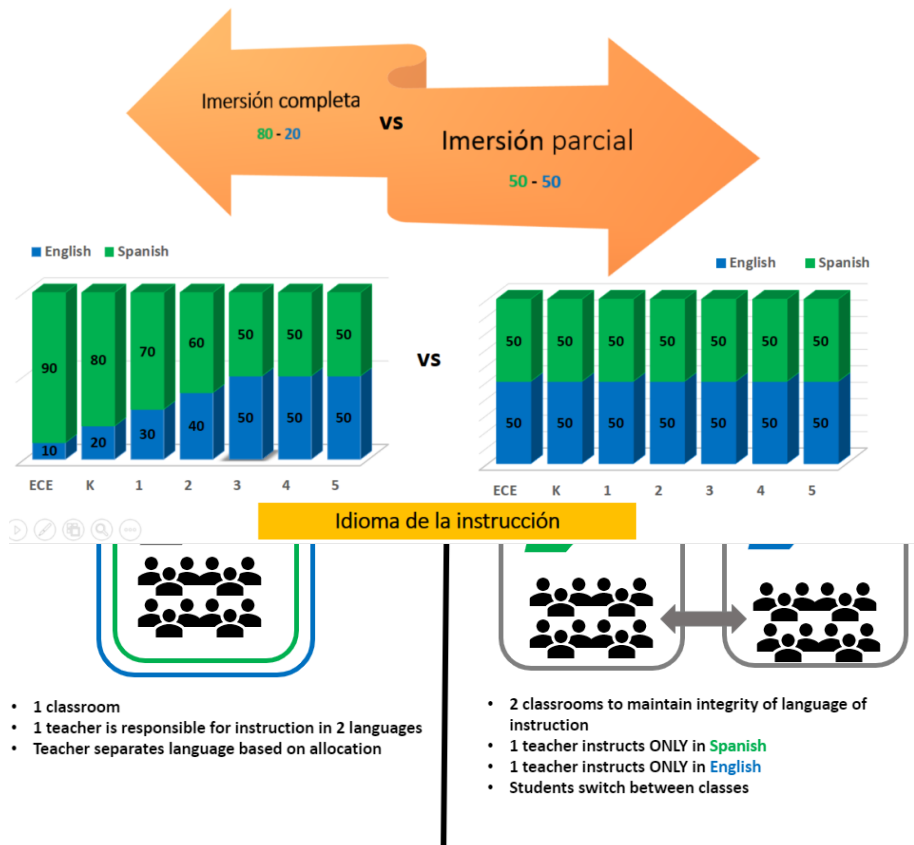 Imersión completa
80 - 20
vs
Imersión parcial
50 - 50
English Spanish
90 80 70 60 50 50 50
10 20 30 40 50 50 50
ECE K 1 2 3 4 5
vs
English Spanish
50 50 50 50 50 50 50
50 50 50 50 50 50 50
ECE K 1 2 3 4 5
Idioma de la instrucción
• 1 classroom
• 1 teacher is responsible for instruction in 2 languages
• Teacher separates language based on allocation
• 2 classrooms to maintain integrity of language of
instruction
• 1 teacher instructs ONLY in Spanish
• 1 teacher instructs ONLY in English
• Students switch between classes